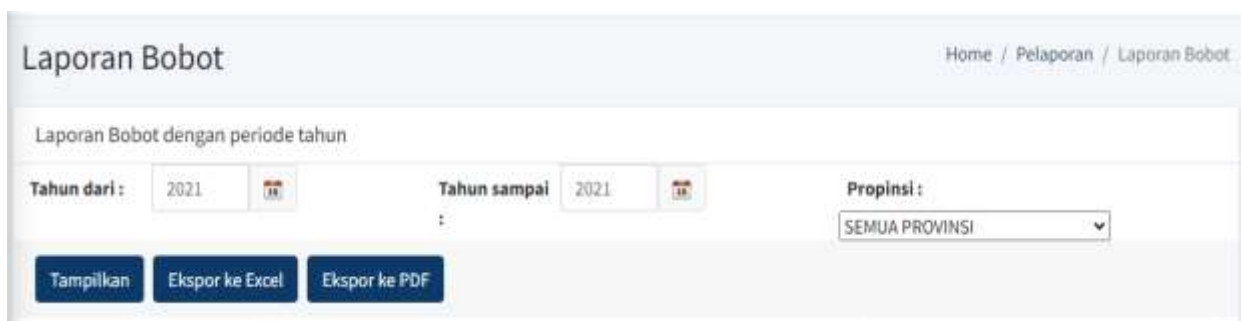 Laporan Bobot
Home / Pelaporan / Laporan Bobot
Laporan Bobot dengan periode tahun
Tahun dari : 2021 Tahun sampai : 2021 Propinsi :
SEMUA PROVINSI
Tampilkan Ekspor ke Excel Ekspor ke PDF